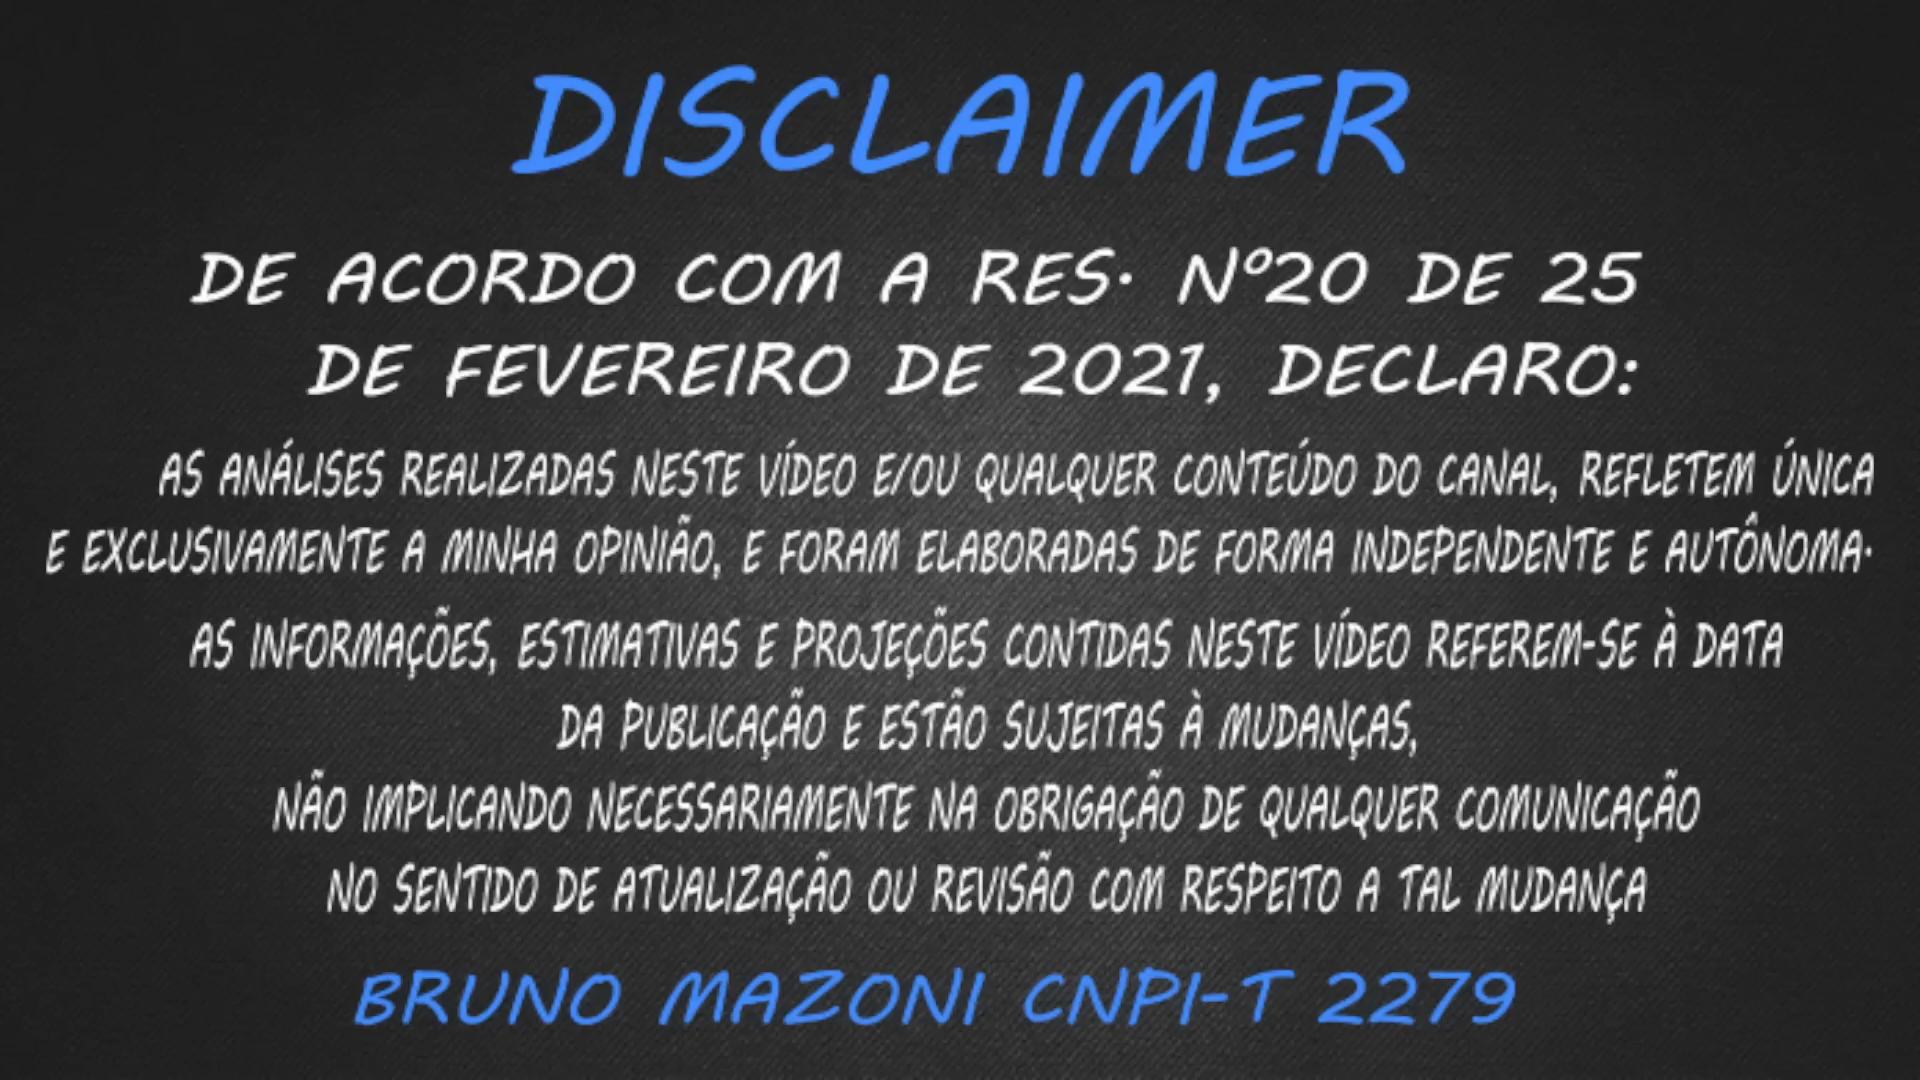 DISCLAIMER
DE ACORDO COM A RES. Nº20 DE 25
DE FEVEREIRO DE 2021, DECLARO:
AS ANÁLISES REALIZADAS NESTE VÍDEO E/OU QUALQUER CONTEÚDO DO CANAL, REFLETEM ÚNICA
E EXCLUSIVAMENTE A MINHA OPINIÃO, E FORAM ELABORADAS DE FORMA INDEPENDENTE E AUTÔNOMA.
AS INFORMAÇÕES, ESTIMATIVAS E PROJEÇÕES CONTIDAS NESTE VÍDEO REFEREM-SE À DATA
DA PUBLICAÇÃO E ESTÃO SUJEITAS À MUDANÇAS,
NÃO IMPLICANDO NECESSARIAMENTE NA OBRIGAÇÃO DE QUALQUER COMUNICAÇÃO
NO SENTIDO DE ATUALIZAÇÃO OU REVISÃO COM RESPEITO A TAL MUDANÇA
BRUNO MAZONI CNPI-T 2279